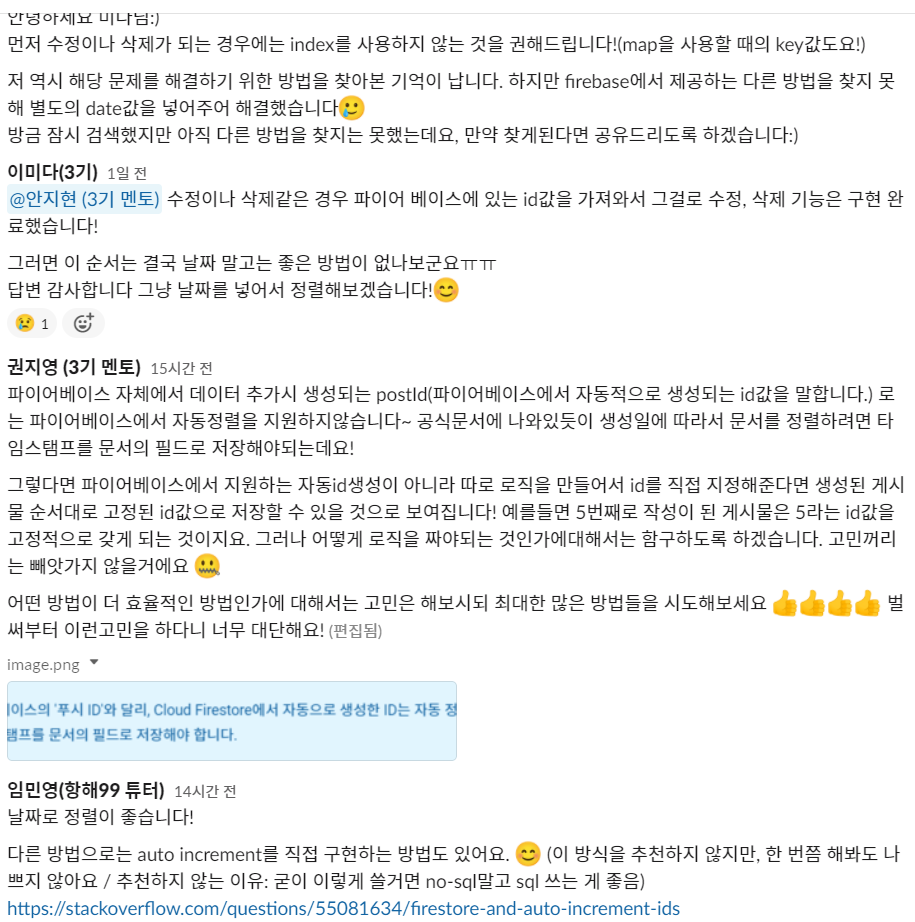 안녕하세요 미다님:)
먼저 수정이나 삭제가 되는 경우에는 index를 사용하지 않는 것을 권해드립니다!(map을 사용할 때의 key값도요!)
저 역시 해당 문제를 해결하기 위한 방법을 찾아본 기억이 납니다. 하지만 firebase에서 제공하는 다른 방법을 찾지 못
해 별도의 date값을 넣어주어 해결했습니다🥲
방금 잠시 검색했지만 아직 다른 방법을 찾지는 못했는데요, 만약 찾게된다면 공유드리도록 하겠습니다:)
이미다(3기) 1일 전
@안지현 (3기 멘토) 수정이나 삭제같은 경우 파이어 베이스에 있는 id값을 가져와서 그걸로 수정, 삭제 기능은 구현 완
료했습니다!
그러면 이 순서는 결국 날짜 말고는 좋은 방법이 없나보군요ㅠㅠ
답변 감사합니다 그냥 날짜를 넣어서 정렬해보겠습니다!😊
😢 1
권지영 (3기 멘토) 15시간 전
파이어베이스 자체에서 데이터 추가시 생성되는 postId(파이어베이스에서 자동적으로 생성되는 id값을 말합니다.) 로
는 파이어베이스에서 자동정렬을 지원하지않습니다~ 공식문서에 나와있듯이 생성일에 따라서 문서를 정렬하려면 타
임스탬프를 문서의 필드로 저장해야되는데요!
그렇다면 파이어베이스에서 지원하는 자동id생성이 아니라 따로 로직을 만들어서 id를 직접 지정해준다면 생성된 게시
물 순서대로 고정된 id값으로 저장할 수 있을 것으로 보여집니다! 예를들면 5번째로 작성이 된 게시물은 5라는 id값을
고정적으로 갖게 되는 것이지요. 그러나 어떻게 로직을 짜야되는 것인가에대해서는 함구하도록 하겠습니다. 고민꺼리
는 빼앗가지 않을거에요 🤐
어떤 방법이 더 효율적인 방법인가에 대해서는 고민은 해보시되 최대한 많은 방법들을 시도해보세요 👍👍👍👍 벌
써부터 이런고민을 하다니 너무 대단해요! (편집됨)
image.png
이스의 '푸시 ID'와 달리, Cloud Firestore에서 자동으로 생성한 ID는 자동 정
탬프를 문서의 필드로 저장해야 합니다.
임민영(항해99 튜터) 14시간 전
날짜로 정렬이 좋습니다!
다른 방법으로는 auto increment를 직접 구현하는 방법도 있어요. 😊 (이 방식을 추천하지 않지만, 한 번쯤 해봐도 나
쁘지 않아요 / 추천하지 않는 이유: 굳이 이렇게 쓸거면 no-sql말고 sql 쓰는 게 좋음)
https://stackoverflow.com/questions/55081634/firestore-and-auto-increment-ids